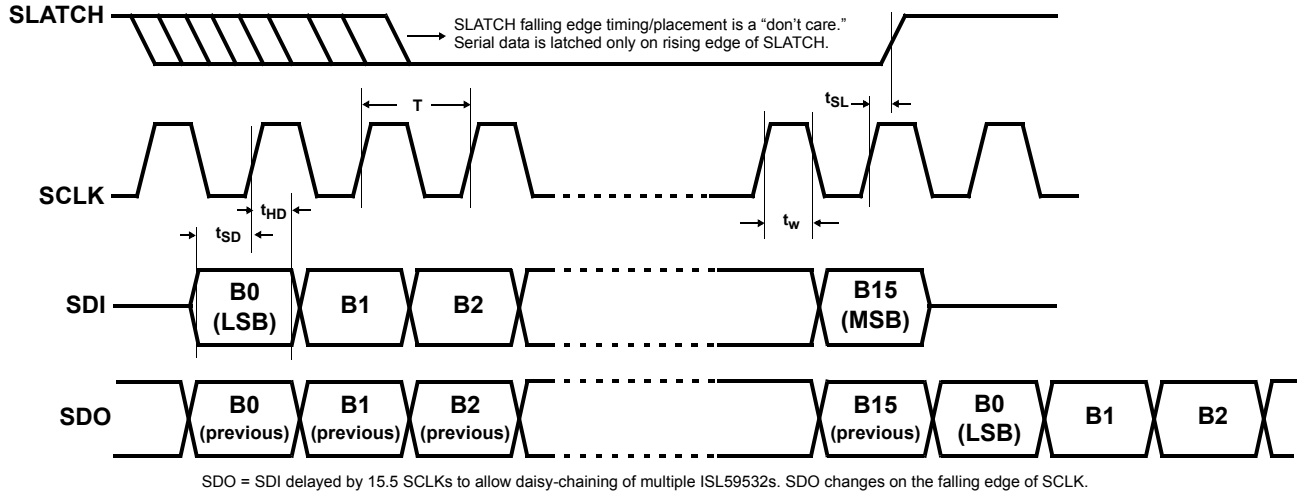 SLATCH
SLATCH falling edge timing/placement is a “don’t care.”
Serial data is latched only on rising edge of SLATCH.
T
tSL
SCLK
tHD
tSD
tw
SDI
B0
(LSB)
B1
B2
B15
(MSB)
SDO
B0
(previous)
B1
(previous)
B2
(previous)
B15
(previous)
B0
(LSB)
B1
B2
SDO = SDI delayed by 15.5 SCLKs to allow daisy-chaining of multiple ISL59532s. SDO changes on the falling edge of SCLK.